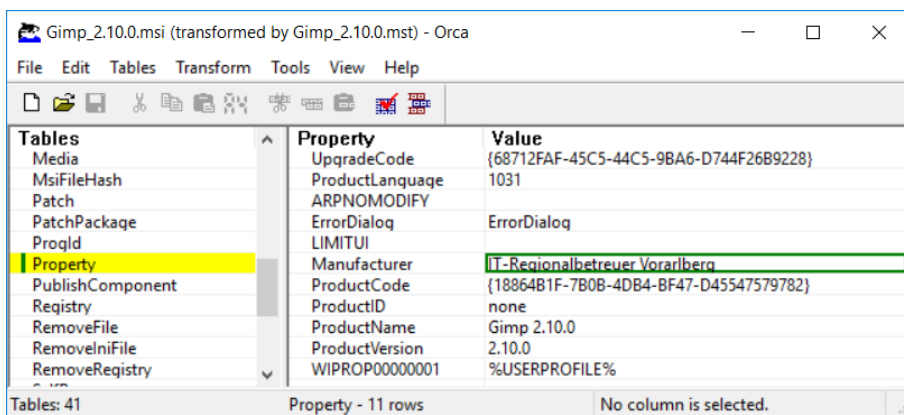 Gimp_2.10.0.msi (transformed by Gimp_2.10.0.mst) - Orca
File Edit Tables Transform Tools View Help
Tables Property Value
Media UpgradeCode {68712FAF-45C5-44C5-9BA6-D744F26B9228}
MsiFileHash ProductLanguage 1031
Patch ARPNOMODIFY
PatchPackage ErrorDialog ErrorDialog
ProgId LIMITUI
Property Manufacturer IT-Regionalbetreuer Vorarlberg
PublishComponent ProductCode {18864B1F-7B0B-4DB4-BF47-D45547579782}
Registry ProductID none
RemoveFile ProductName Gimp 2.10.0
RemoveIniFile ProductVersion 2.10.0
RemoveRegistry WIPROP00000001 %USERPROFILE%
Tables: 41 Property - 11 rows No column is selected.